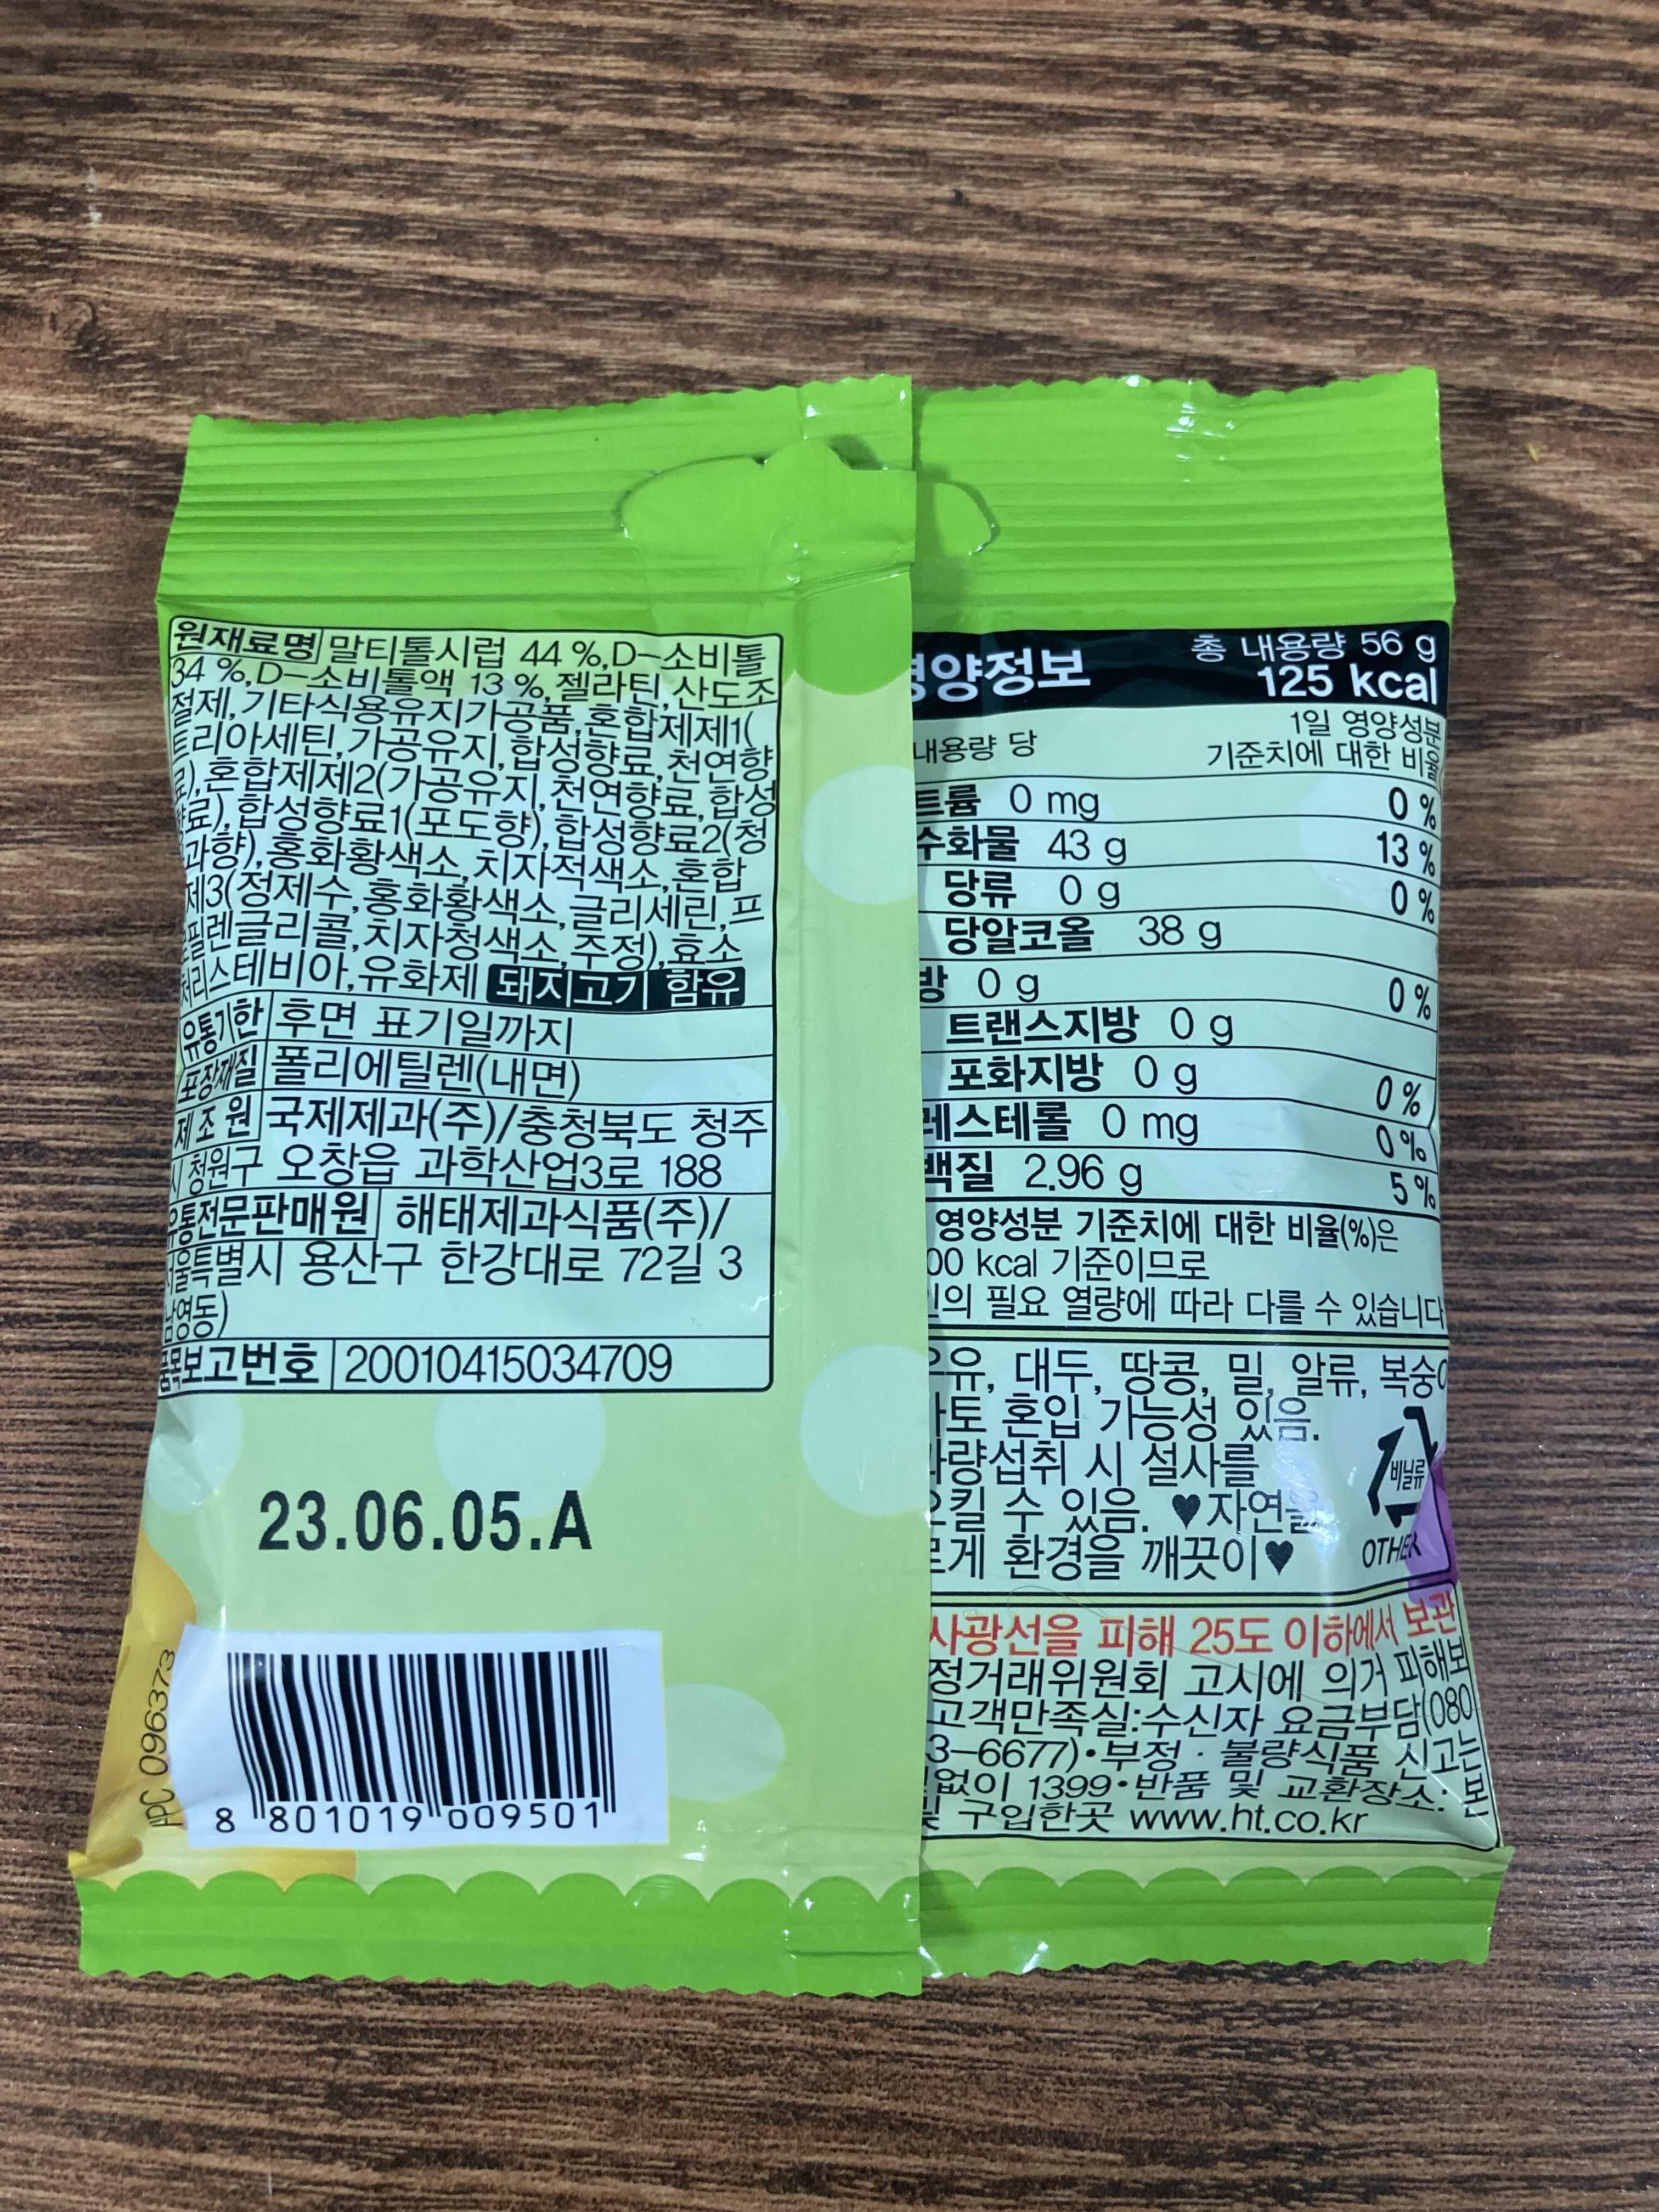 원재료명 말티톨시럽 44 %,D-소비톨
34 %,D-소비톨액 13 %,젤라틴,산도조
절제,기타식용유지가공품,혼합제제1(
트리아세틴,가공유지,합성향료,천연향
료),혼합제제2(가공유지,천연향료,합성
향료),합성향료1(포도향),합성향료2(청
과향),홍화황색소,치자적색소,혼합
제3(정제수,홍화황색소,글리세린,프
필렌글리콜,치자청색소,주정),효소
처리스테비아,유화제 돼지고기 함유
유통기한 후면 표기일까지
포장재질 폴리에틸렌(내면)
제조원 국제제과(주)/충청북도 청주
시 청원구 오창읍 과학산업3로 188
유통전문판매원 해태제과식품(주)/
서울특별시 용산구 한강대로 72길 3
남영동)
품목보고번호 20010415034709
23.06.05.A
HPC 096373
8 801019 009501
영양정보 총 내용량 56 g
125 kcal
내용량 당 1일 영양성분
기준치에 대한 비율
트륨 0 mg 0 %
수화물 43 g 13 %
당류 0 g 0 %
당알코올 38 g
방 0 g 0 %
트랜스지방 0 g
포화지방 0 g 0 %
레스테롤 0 mg 0 %
백질 2.96 g 5 %
영양성분 기준치에 대한 비율(%)은
00 kcal 기준이므로
인의 필요 열량에 따라 다를 수 있습니다
우유, 대두, 땅콩, 밀, 알류, 복숭
토 혼입 가능성 있음.
과량섭취 시 설사를
으킬 수 있음. ♥자연을
르게 환경을 깨끗이♥
비닐류
OTHER
사광선을 피해 25도 이하에서 보관
정거래위원회 고시에 의거 피해보
고객만족실:수신자 요금부담(080
3-6677)•부정 · 불량식품 신고는
없이 1399•반품 및 교환장소: 본
및 구입한곳 www.ht.co.kr